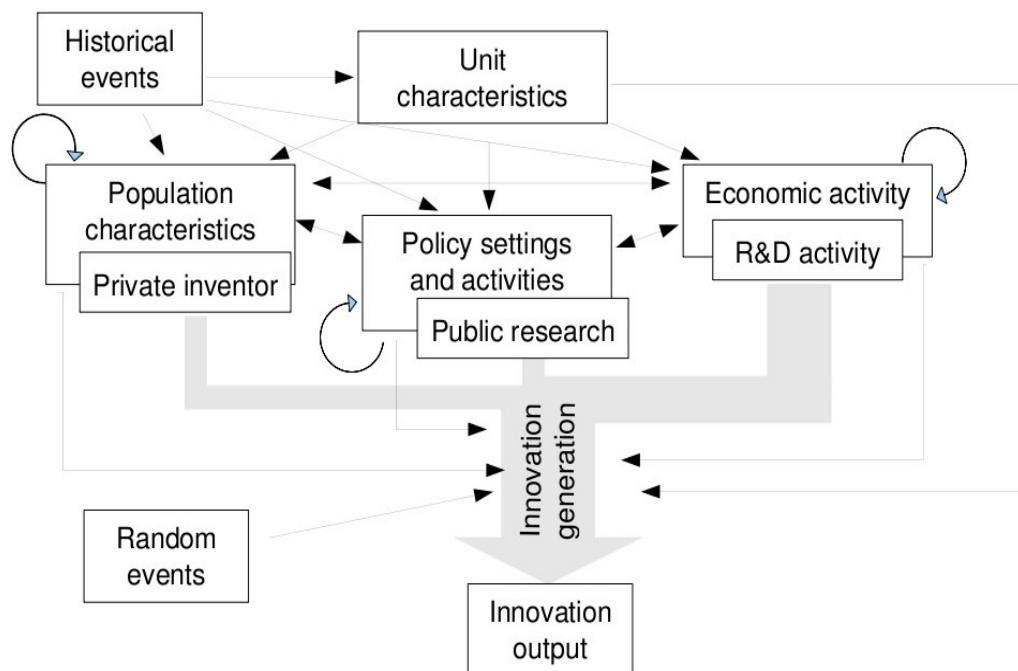 Historical
events
Unit
characteristics
Population
characteristics
Private inventor
Policy settings
and activities
Public research
Economic activity
R&D activity
Innovation
generation
Random
events
Innovation
output